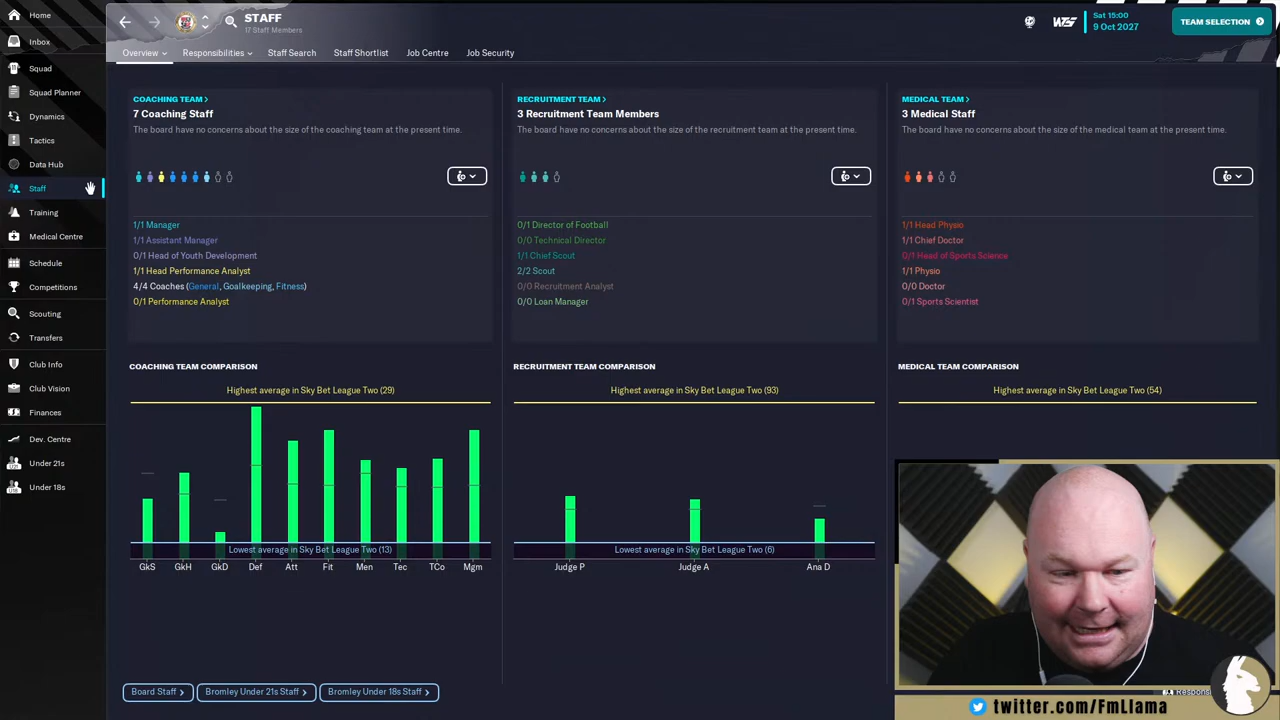 Home
Inbox
Squad
Squad Planner
Dynamics
Tactics
Data Hub
Staff
Training
Medical Centre
Schedule
Competitions
Scouting
Transfers
Club Info
Club Vision
Finances
Dev. Centre
Under 21s
Under 18s
STAFF
17 Staff Members
Sat 15:00
9 Oct 2027
TEAM SELECTION
Overview
Responsibilities
Staff Search
Staff Shortlist
Job Centre
Job Security
COACHING TEAM >
7 Coaching Staff
The board have no concerns about the size of the coaching team at the present time.
1/1 Manager
1/1 Assistant Manager
0/1 Head of Youth Development
1/1 Head Performance Analyst
4/4 Coaches (General, Goalkeeping, Fitness)
0/1 Performance Analyst
RECRUITMENT TEAM >
3 Recruitment Team Members
The board have no concerns about the size of the recruitment team at the present time.
0/1 Director of Football
0/0 Technical Director
1/1 Chief Scout
2/2 Scout
0/0 Recruitment Analyst
0/0 Loan Manager
MEDICAL TEAM >
3 Medical Staff
The board have no concerns about the size of the medical team at the present time.
1/1 Head Physio
1/1 Chief Doctor
0/1 Head of Sports Science
1/1 Physio
0/0 Doctor
0/1 Sports Scientist
COACHING TEAM COMPARISON
Highest average in Sky Bet League Two (29)
Lowest average in Sky Bet League Two (13)
GkS GkH GkD Def Att Fit Men Tec TCo Mgm
RECRUITMENT TEAM COMPARISON
Highest average in Sky Bet League Two (93)
Lowest average in Sky Bet League Two (6)
Judge P Judge A Ana D
MEDICAL TEAM COMPARISON
Highest average in Sky Bet League Two (54)
Board Staff >
Bromley Under 21s Staff >
Bromley Under 18s Staff >
twitter.com/FmLlama